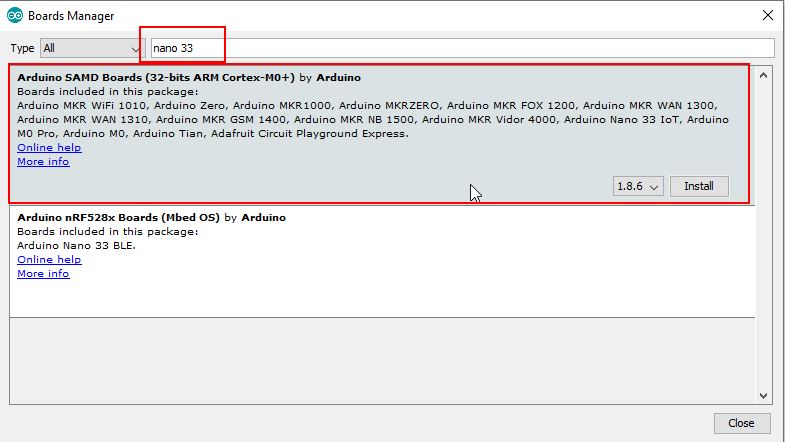 Boards Manager
Type All nano 33
Arduino SAMD Boards (32-bits ARM Cortex-M0+) by Arduino
Boards included in this package:
Arduino MKR WiFi 1010, Arduino Zero, Arduino MKR1000, Arduino MKRZERO, Arduino MKR FOX 1200, Arduino MKR WAN 1300,
Arduino MKR WAN 1310, Arduino MKR GSM 1400, Arduino MKR NB 1500, Arduino MKR Vidor 4000, Arduino Nano 33 IoT, Arduino
M0 Pro, Arduino M0, Arduino Tian, Adafruit Circuit Playground Express.
Online help
More info
1.8.6 Install
Arduino nRF528x Boards (Mbed OS) by Arduino
Boards included in this package:
Arduino Nano 33 BLE.
Online help
More info
Close